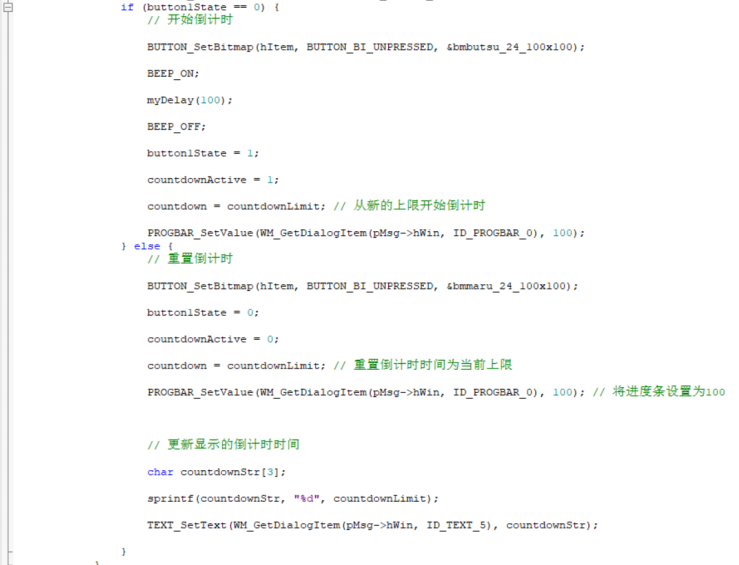 if (button1State == 0) {
// 开始倒计时
BUTTON_SetBitmap(hItem, BUTTON_BI_UNPRESSED, &bmbutsu_24_100x100);
BEEP_ON;
myDelay(100);
BEEP_OFF;
button1State = 1;
countdownActive = 1;
countdown = countdownLimit; // 从新的上限开始倒计时
PROGBAR_SetValue(WM_GetDialogItem(pMsg->hWin, ID_PROGBAR_0), 100);
} else {
// 重置倒计时
BUTTON_SetBitmap(hItem, BUTTON_BI_UNPRESSED, &bmmaru_24_100x100);
button1State = 0;
countdownActive = 0;
countdown = countdownLimit; // 重置倒计时时间为当前上限
PROGBAR_SetValue(WM_GetDialogItem(pMsg->hWin, ID_PROGBAR_0), 100); // 将进度条设置为100
// 更新显示的倒计时时间
char countdownStr[3];
sprintf(countdownStr, "%d", countdownLimit);
TEXT_SetText(WM_GetDialogItem(pMsg->hWin, ID_TEXT_5), countdownStr);
}
}